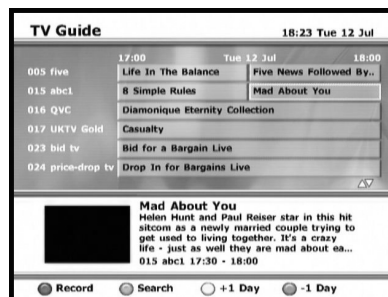 TV Guide 18:23 Tue 12 Jul
17:00 Tue 12 Jul 18:00
005 five Life In The Balance Five News Followed By..
015 abc1 8 Simple Rules Mad About You
016 QVC Diamonique Eternity Collection
017 UKTV Gold Casualty
023 bid tv Bid for a Bargain Live
024 price-drop tv Drop In for Bargains Live
Mad About You
Helen Hunt and Paul Reiser star in this hit
sitcom as a newly married couple trying to
get used to living together. It's a crazy
life - just as well they are mad about ea...
015 abc1 17:30 - 18:00
Record Search +1 Day -1 Day